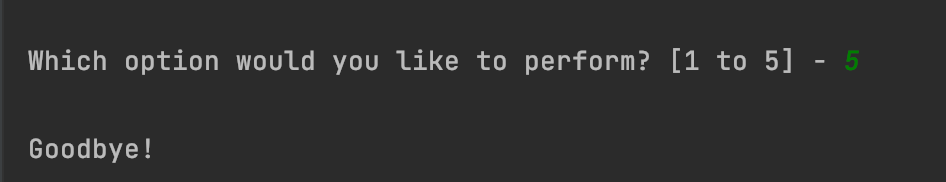 Which option would you like to perform? [1 to 5] - 5
Goodbye!